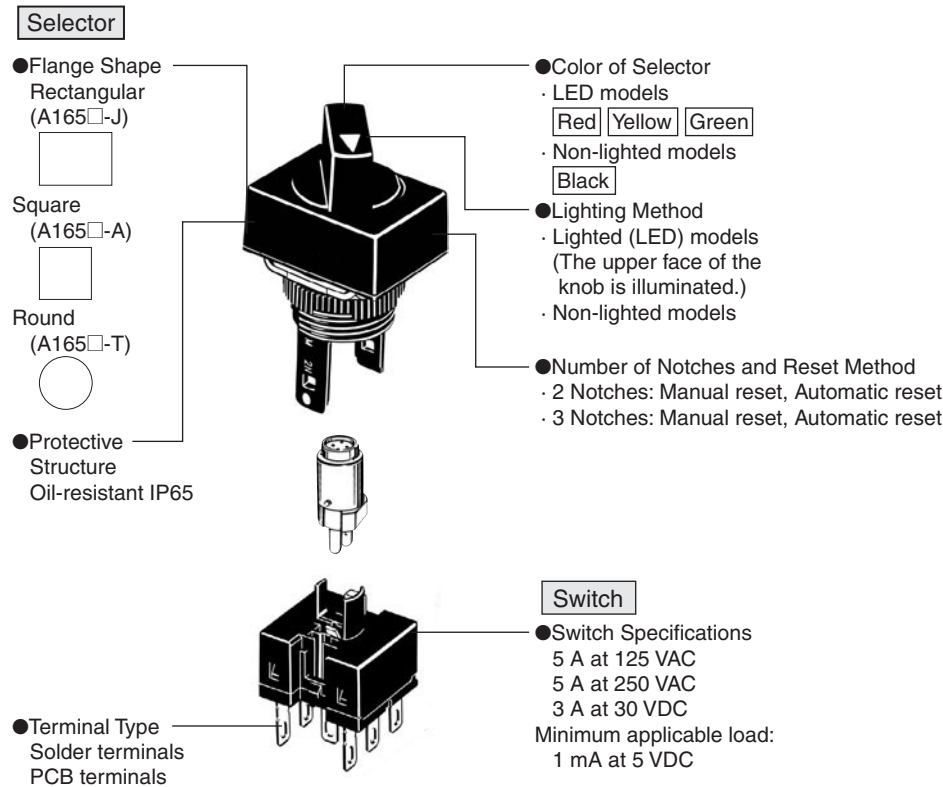 Selector
●Flange Shape
Rectangular
(A165□-J)
Square
(A165□-A)
Round
(A165□-T)
●Protective
Structure
Oil-resistant IP65
●Color of Selector
· LED models
Red Yellow Green
· Non-lighted models
Black
●Lighting Method
· Lighted (LED) models
(The upper face of the
knob is illuminated.)
· Non-lighted models
●Number of Notches and Reset Method
· 2 Notches: Manual reset, Automatic reset
· 3 Notches: Manual reset, Automatic reset
Switch
●Switch Specifications
5 A at 125 VAC
5 A at 250 VAC
3 A at 30 VDC
Minimum applicable load:
1 mA at 5 VDC
●Terminal Type
Solder terminals
PCB terminals